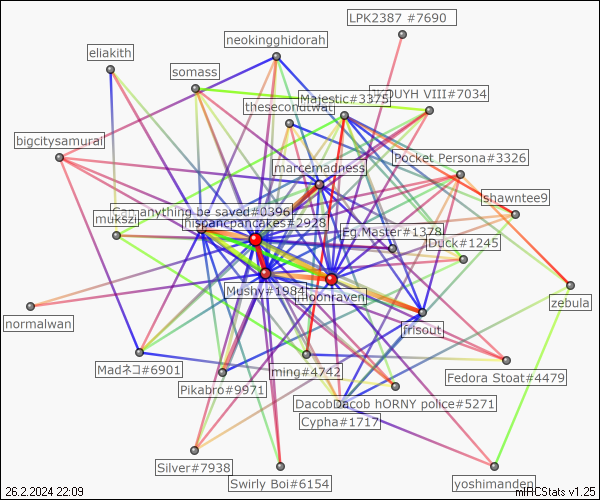 LPK2387 #7690
neokingghidorah
eliakith
somass
DUYH VIII#7034
Majestic#3375
thesecondtwat
bigcitysamurai
Pocket Persona#3326
marcemadness
shawntee9
Can anything be saved#0396
mukszi
hispancpancakes#2928
Eg.Master#1378
Duck#1245
Mushy#1984
moonraven
zebula
normalwan
frisout
Madネコ#6901
ming#4742
Fedora Stoat#4479
Pikabro#9971
DacobDacob hORNY police#5271
Cypha#1717
Silver#7938
Swirly Boi#6154
yoshimanden
26.2.2024 22:09
mIRCStats v1.25